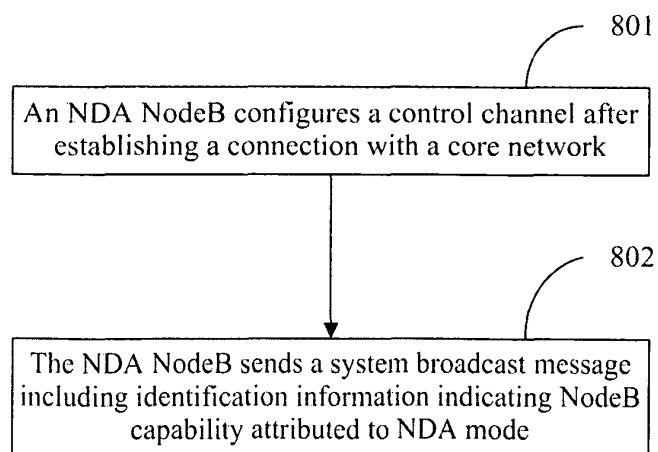 801
An NDA NodeB configures a control channel after
establishing a connection with a core network
802
The NDA NodeB sends a system broadcast message
including identification information indicating NodeB
capability attributed to NDA mode